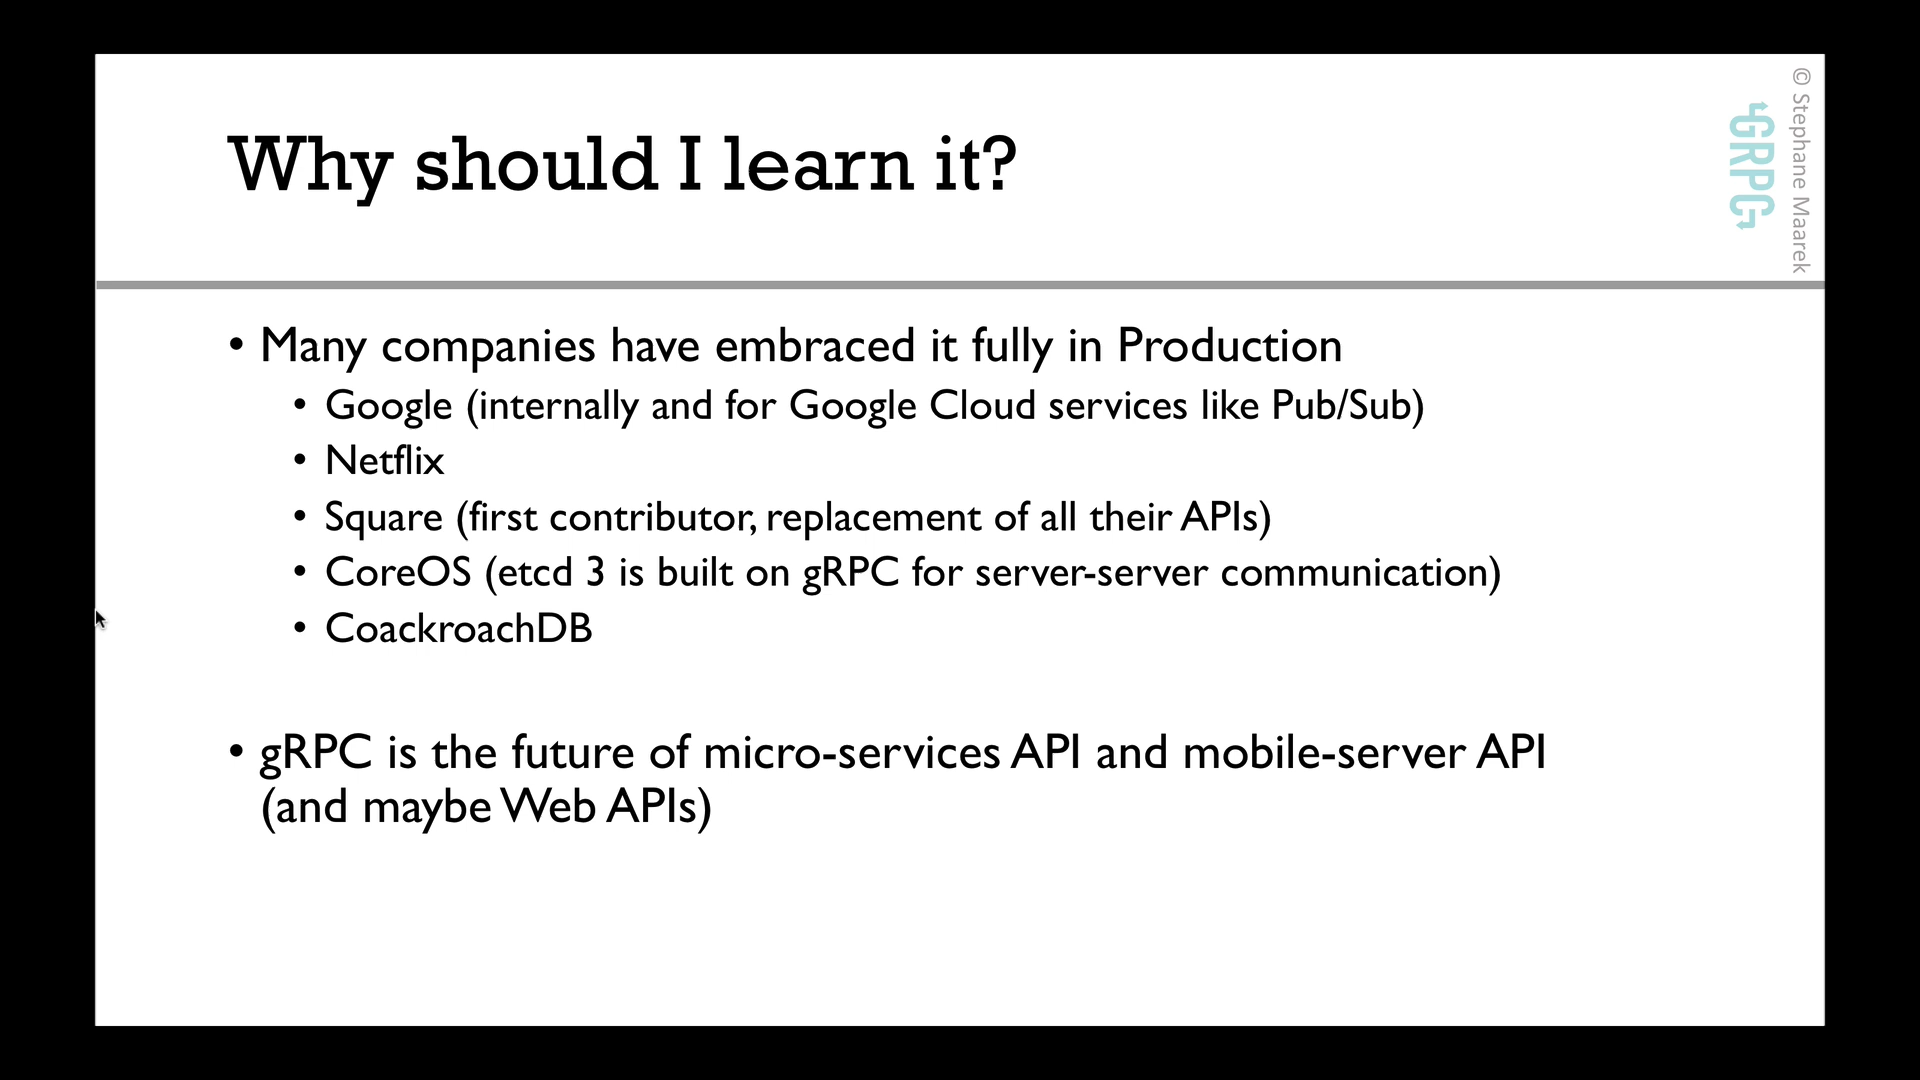 Why should I learn it?
GRPC
© Stephane Maarek
• Many companies have embraced it fully in Production
• Google (internally and for Google Cloud services like Pub/Sub)
• Netflix
• Square (first contributor, replacement of all their APIs)
• CoreOS (etcd 3 is built on gRPC for server-server communication)
• CoackroachDB
• gRPC is the future of micro-services API and mobile-server API
(and maybe Web APIs)